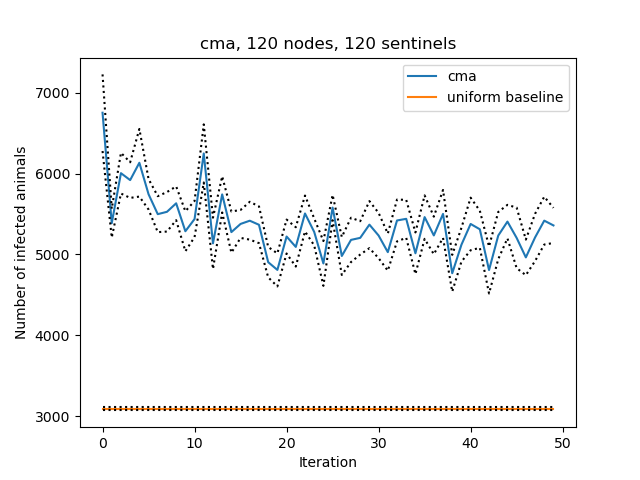 cma, 120 nodes, 120 sentinels
cma
uniform baseline
Number of infected animals
7000
6000
5000
4000
3000
0 10 20 30 40 50
Iteration